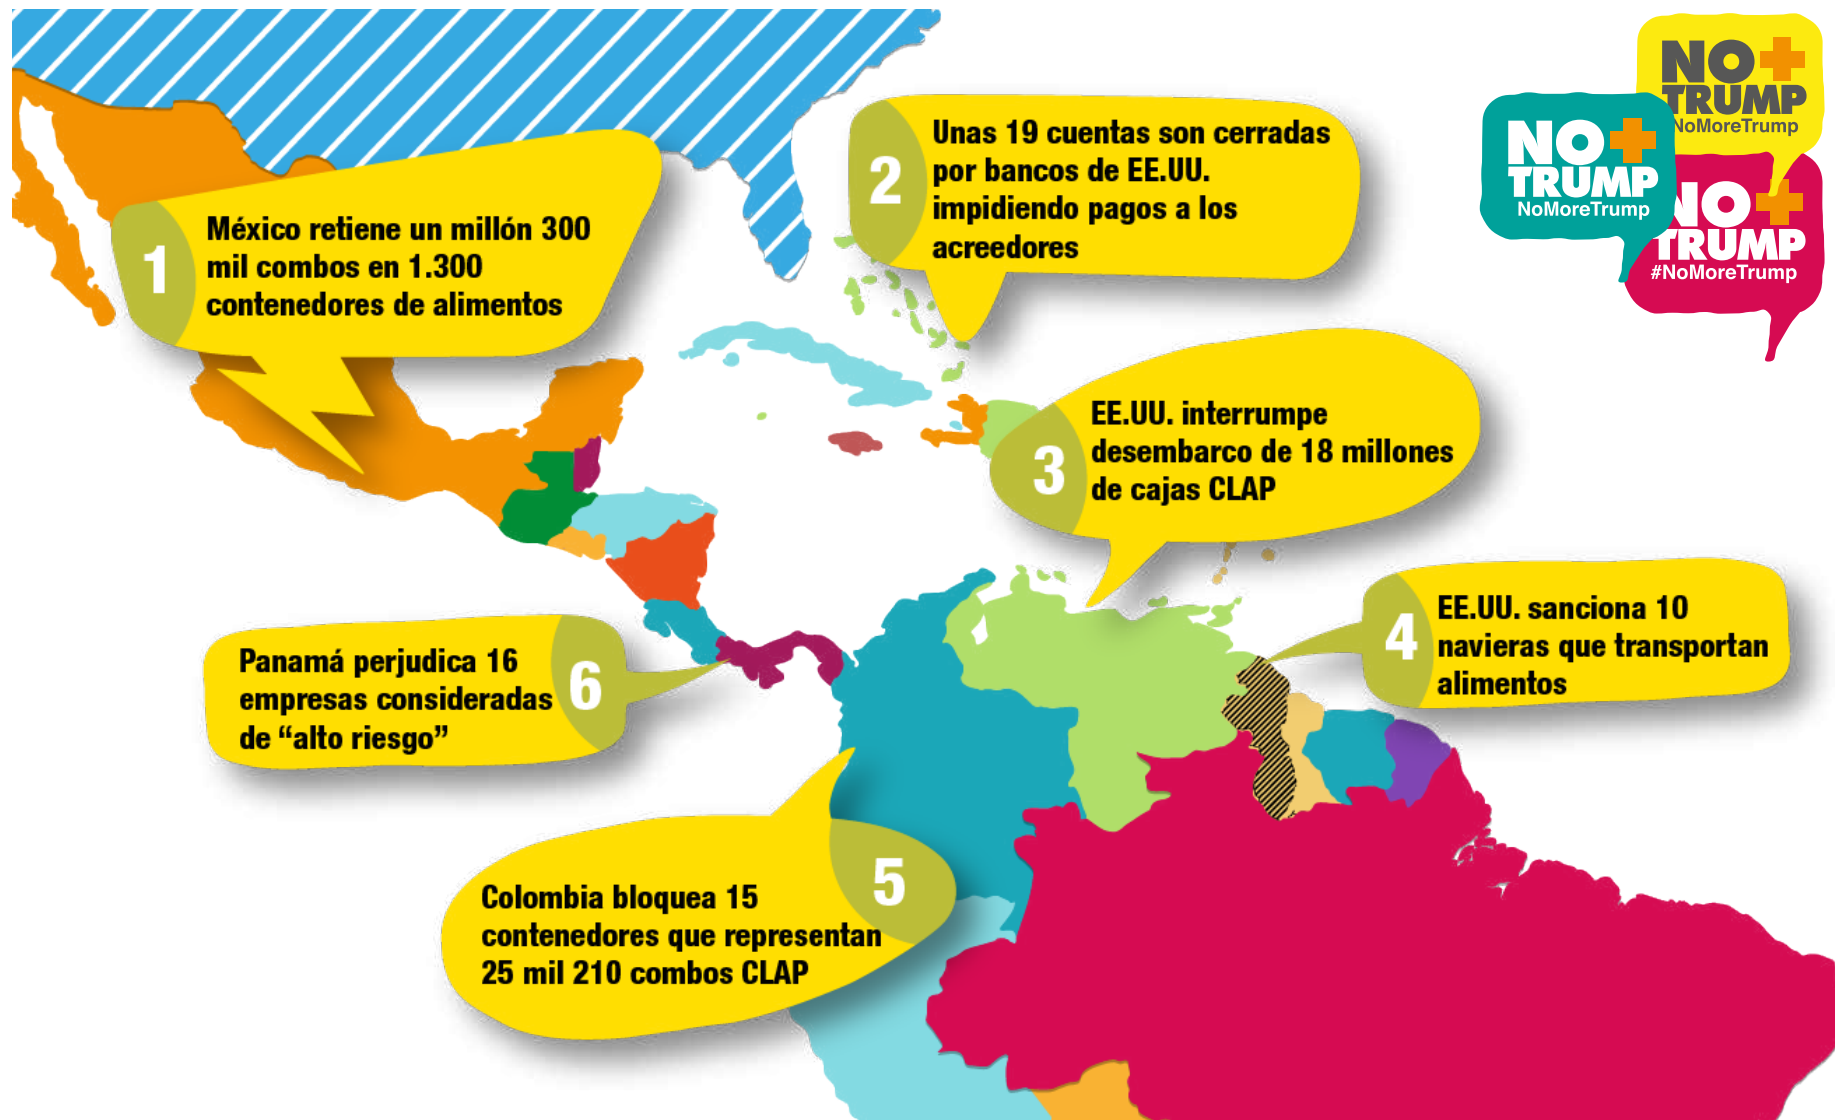 1
México retiene un millón 300
mil combos en 1.300
contenedores de alimentos
2
Unas 19 cuentas son cerradas
por bancos de EE.UU.
impidiendo pagos a los
acreedores
NO+
TRUMP
NoMoreTrump
NO+
TRUMP
NoMoreTrump
NO+
TRUMP
#NoMoreTrump
3
EE.UU. interrumpe
desembarco de 18 millones
de cajas CLAP
4
EE.UU. sanciona 10
navieras que transportan
alimentos
5
Colombia bloquea 15
contenedores que representan
25 mil 210 combos CLAP
6
Panamá perjudica 16
empresas consideradas
de “alto riesgo”